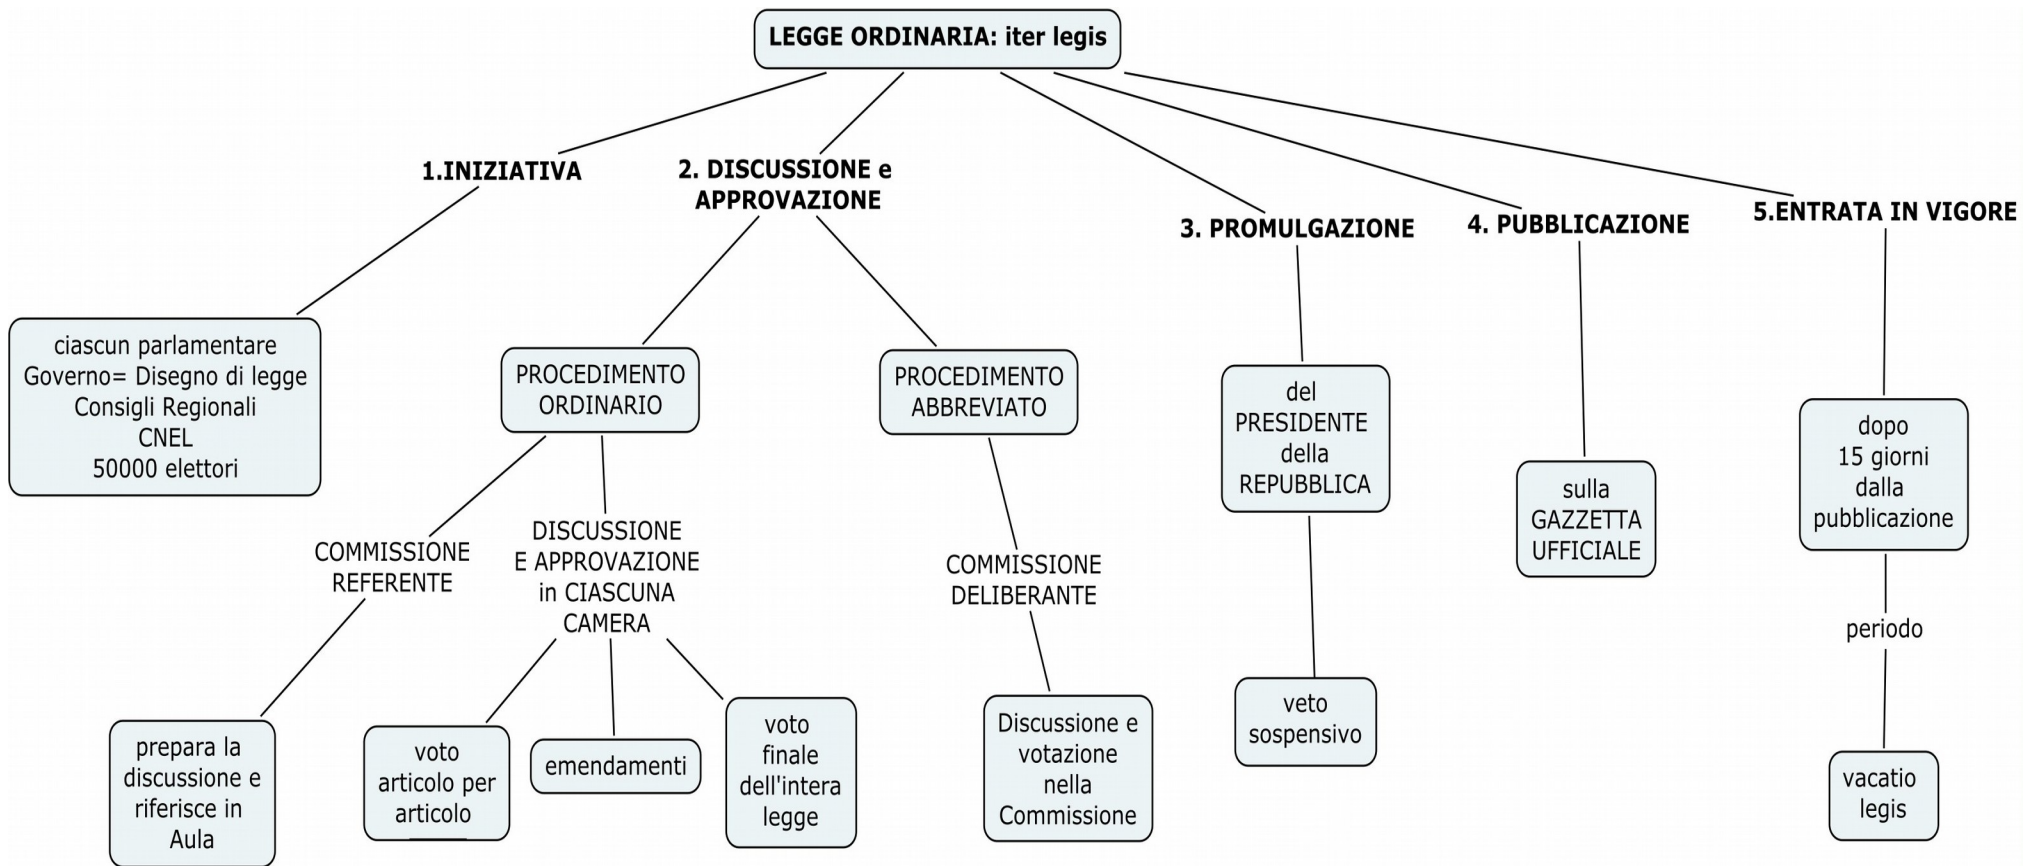 LEGGE ORDINARIA: iter legis
1.INIZIATIVA
2. DISCUSSIONE e
APPROVAZIONE
3. PROMULGAZIONE
4. PUBBLICAZIONE
5.ENTRATA IN VIGORE
ciascun parlamentare
Governo= Disegno di legge
Consigli Regionali
CNEL
50000 elettori
PROCEDIMENTO
ORDINARIO
PROCEDIMENTO
ABBREVIATO
del
PRESIDENTE
della
REPUBBLICA
sulla
GAZZETTA
UFFICIALE
dopo
15 giorni
dalla
pubblicazione
COMMISSIONE
REFERENTE
DISCUSSIONE
E APPROVAZIONE
in CIASCUNA
CAMERA
COMMISSIONE
DELIBERANTE
periodo
prepara la
discussione e
riferisce in
Aula
voto
articolo per
articolo
emendamenti
voto
finale
dell'intera
legge
Discussione e
votazione
nella
Commissione
veto
sospensivo
vacatio
legis